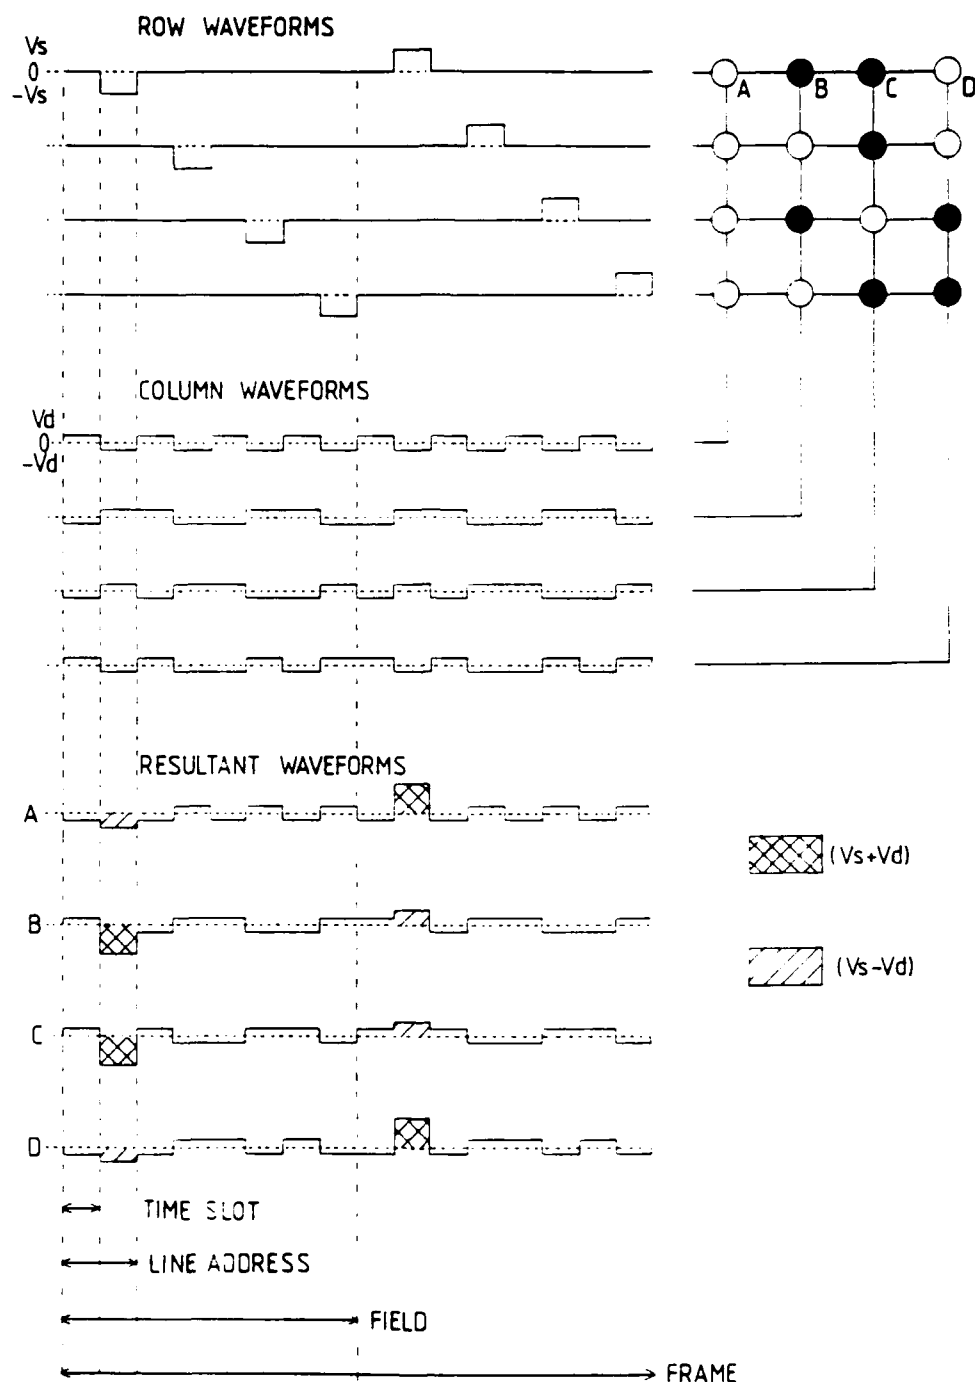 ROW WAVEFORMS
Vs
0
-Vs
A
B
C
D
COLUMN WAVEFORMS
Vd
0
-Vd
RESULTANT WAVEFORMS
A
(Vs+Vd)
B
(Vs-Vd)
C
D
TIME SLOT
LINE ADDRESS
FIELD
FRAME